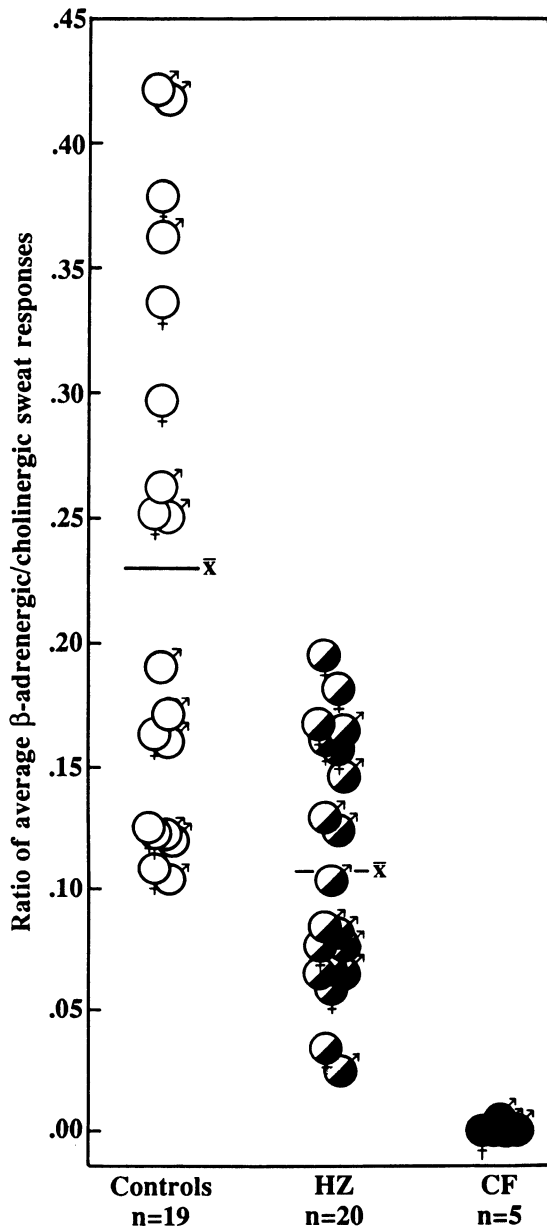 Ratio of average β-adrenergic/cholinergic sweat responses
.45
.40
.35
.30
.25
.20
.15
.10
.05
.00
x̄
x̄
Controls
n=19
HZ
n=20
CF
n=5